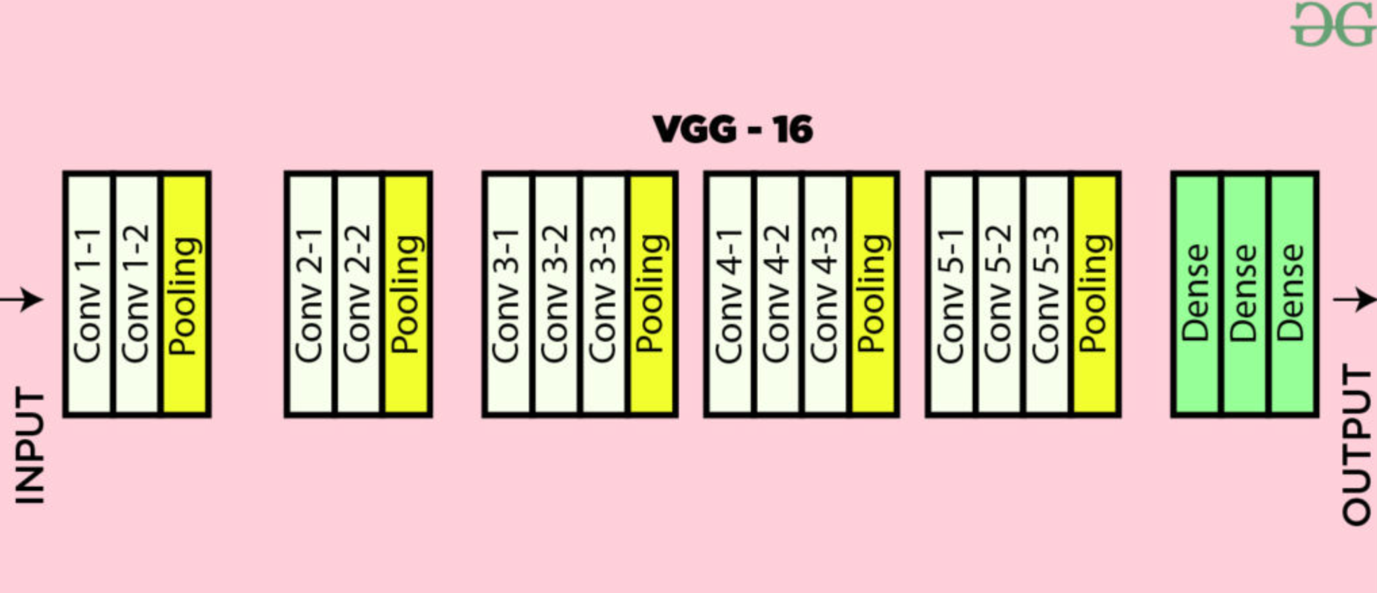 VGG - 16
INPUT
Conv 1-1
Conv 1-2
Pooling
Conv 2-1
Conv 2-2
Pooling
Conv 3-1
Conv 3-2
Conv 3-3
Pooling
Conv 4-1
Conv 4-2
Conv 4-3
Pooling
Conv 5-1
Conv 5-2
Conv 5-3
Pooling
Dense
Dense
Dense
OUTPUT